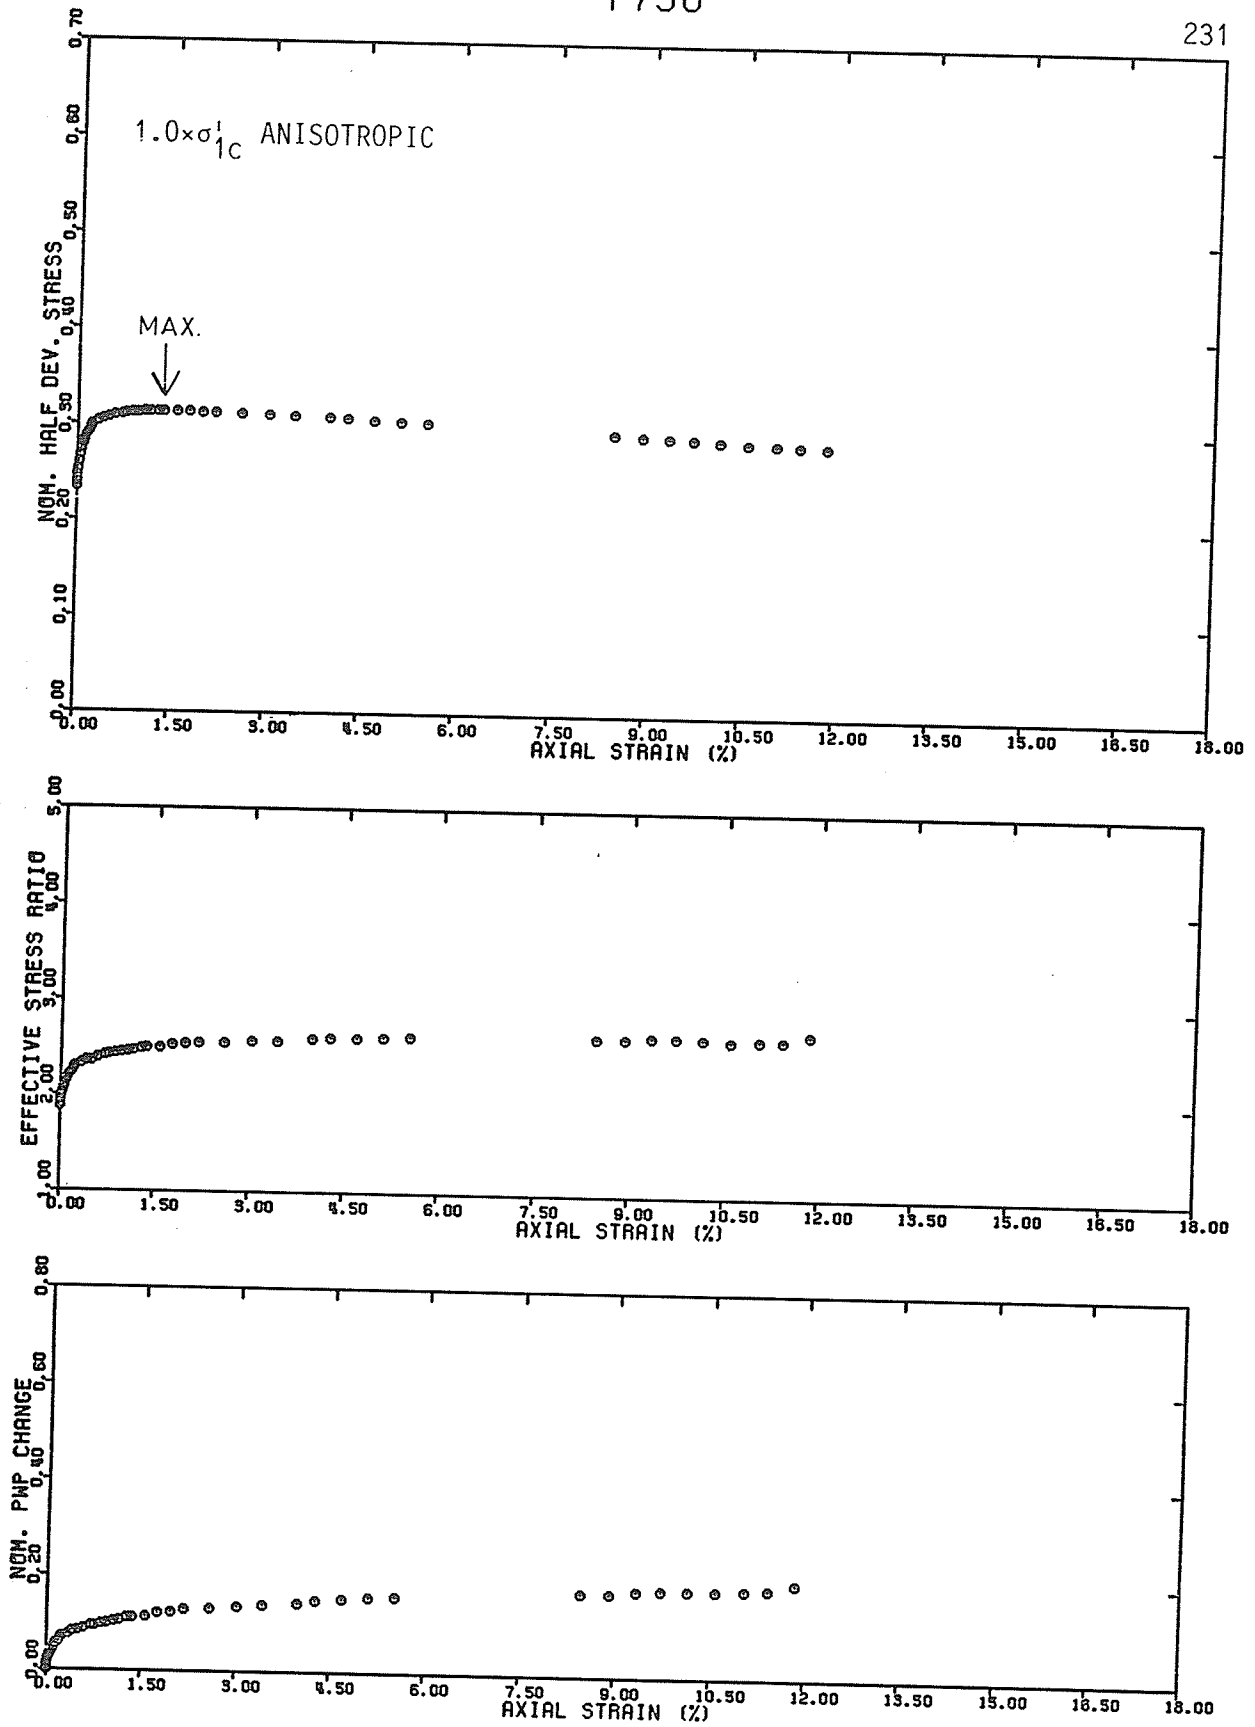 231
0.70
0.60
0.50
0.40
0.30
0.20
0.10
0.00
NOM. HALF DEV. STRESS
1.0×σ'1C ANISOTROPIC
MAX.
0.00 1.50 3.00 4.50 6.00 7.50 9.00 10.50 12.00 13.50 15.00 16.50 18.00
AXIAL STRAIN (%)
5.00
4.00
3.00
2.00
1.00
EFFECTIVE STRESS RATIO
0.00 1.50 3.00 4.50 6.00 7.50 9.00 10.50 12.00 13.50 15.00 16.50 18.00
AXIAL STRAIN (%)
0.80
0.60
0.40
0.20
0.00
NOM. PWP CHANGE
0.00 1.50 3.00 4.50 6.00 7.50 9.00 10.50 12.00 13.50 15.00 16.50 18.00
AXIAL STRAIN (%)